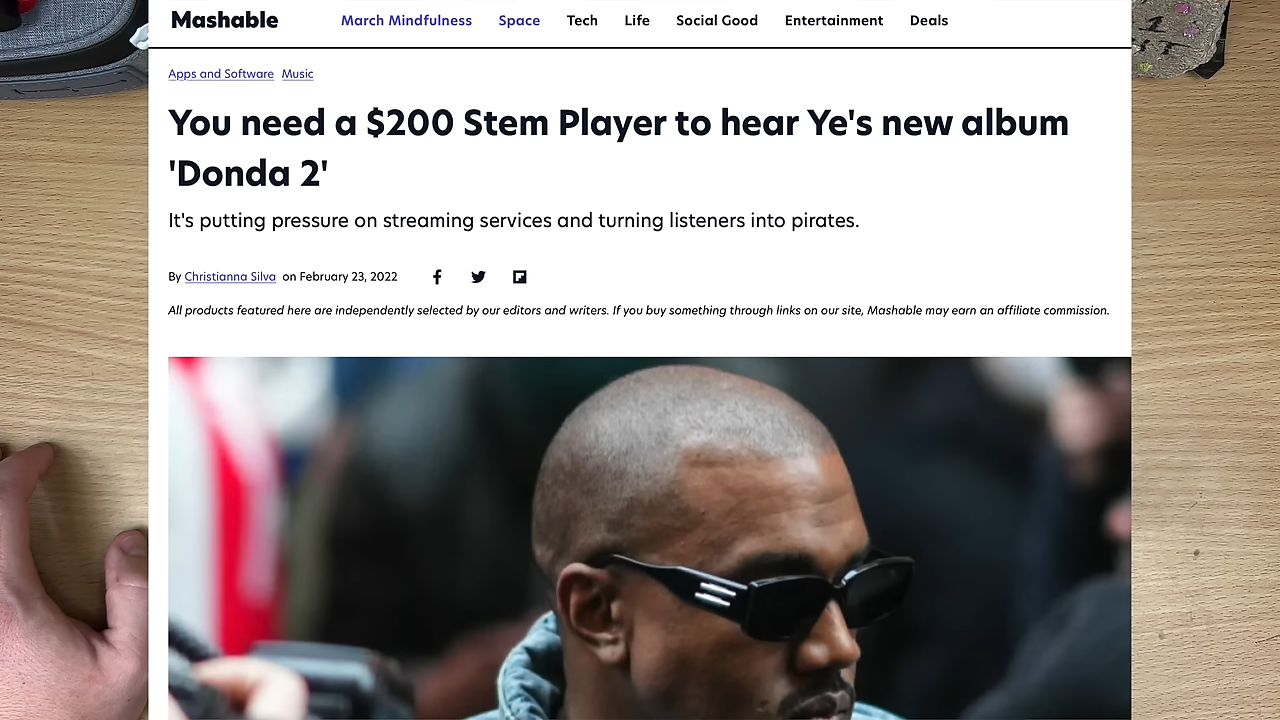 Mashable March Mindfulness Space Tech Life Social Good Entertainment Deals
Apps and Software Music
You need a $200 Stem Player to hear Ye's new album
'Donda 2'
It's putting pressure on streaming services and turning listeners into pirates.
By Christianna Silva on February 23, 2022
All products featured here are independently selected by our editors and writers. If you buy something through links on our site, Mashable may earn an affiliate commission.